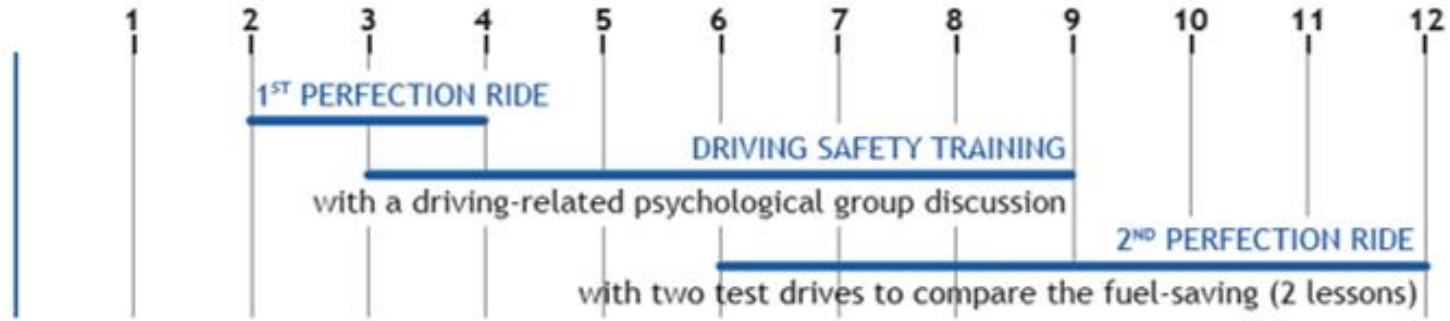 1 2 3 4 5 6 7 8 9 10 11 12
1ST PERFECTION RIDE
DRIVING SAFETY TRAINING
with a driving-related psychological group discussion
2ND PERFECTION RIDE
with two test drives to compare the fuel-saving (2 lessons)